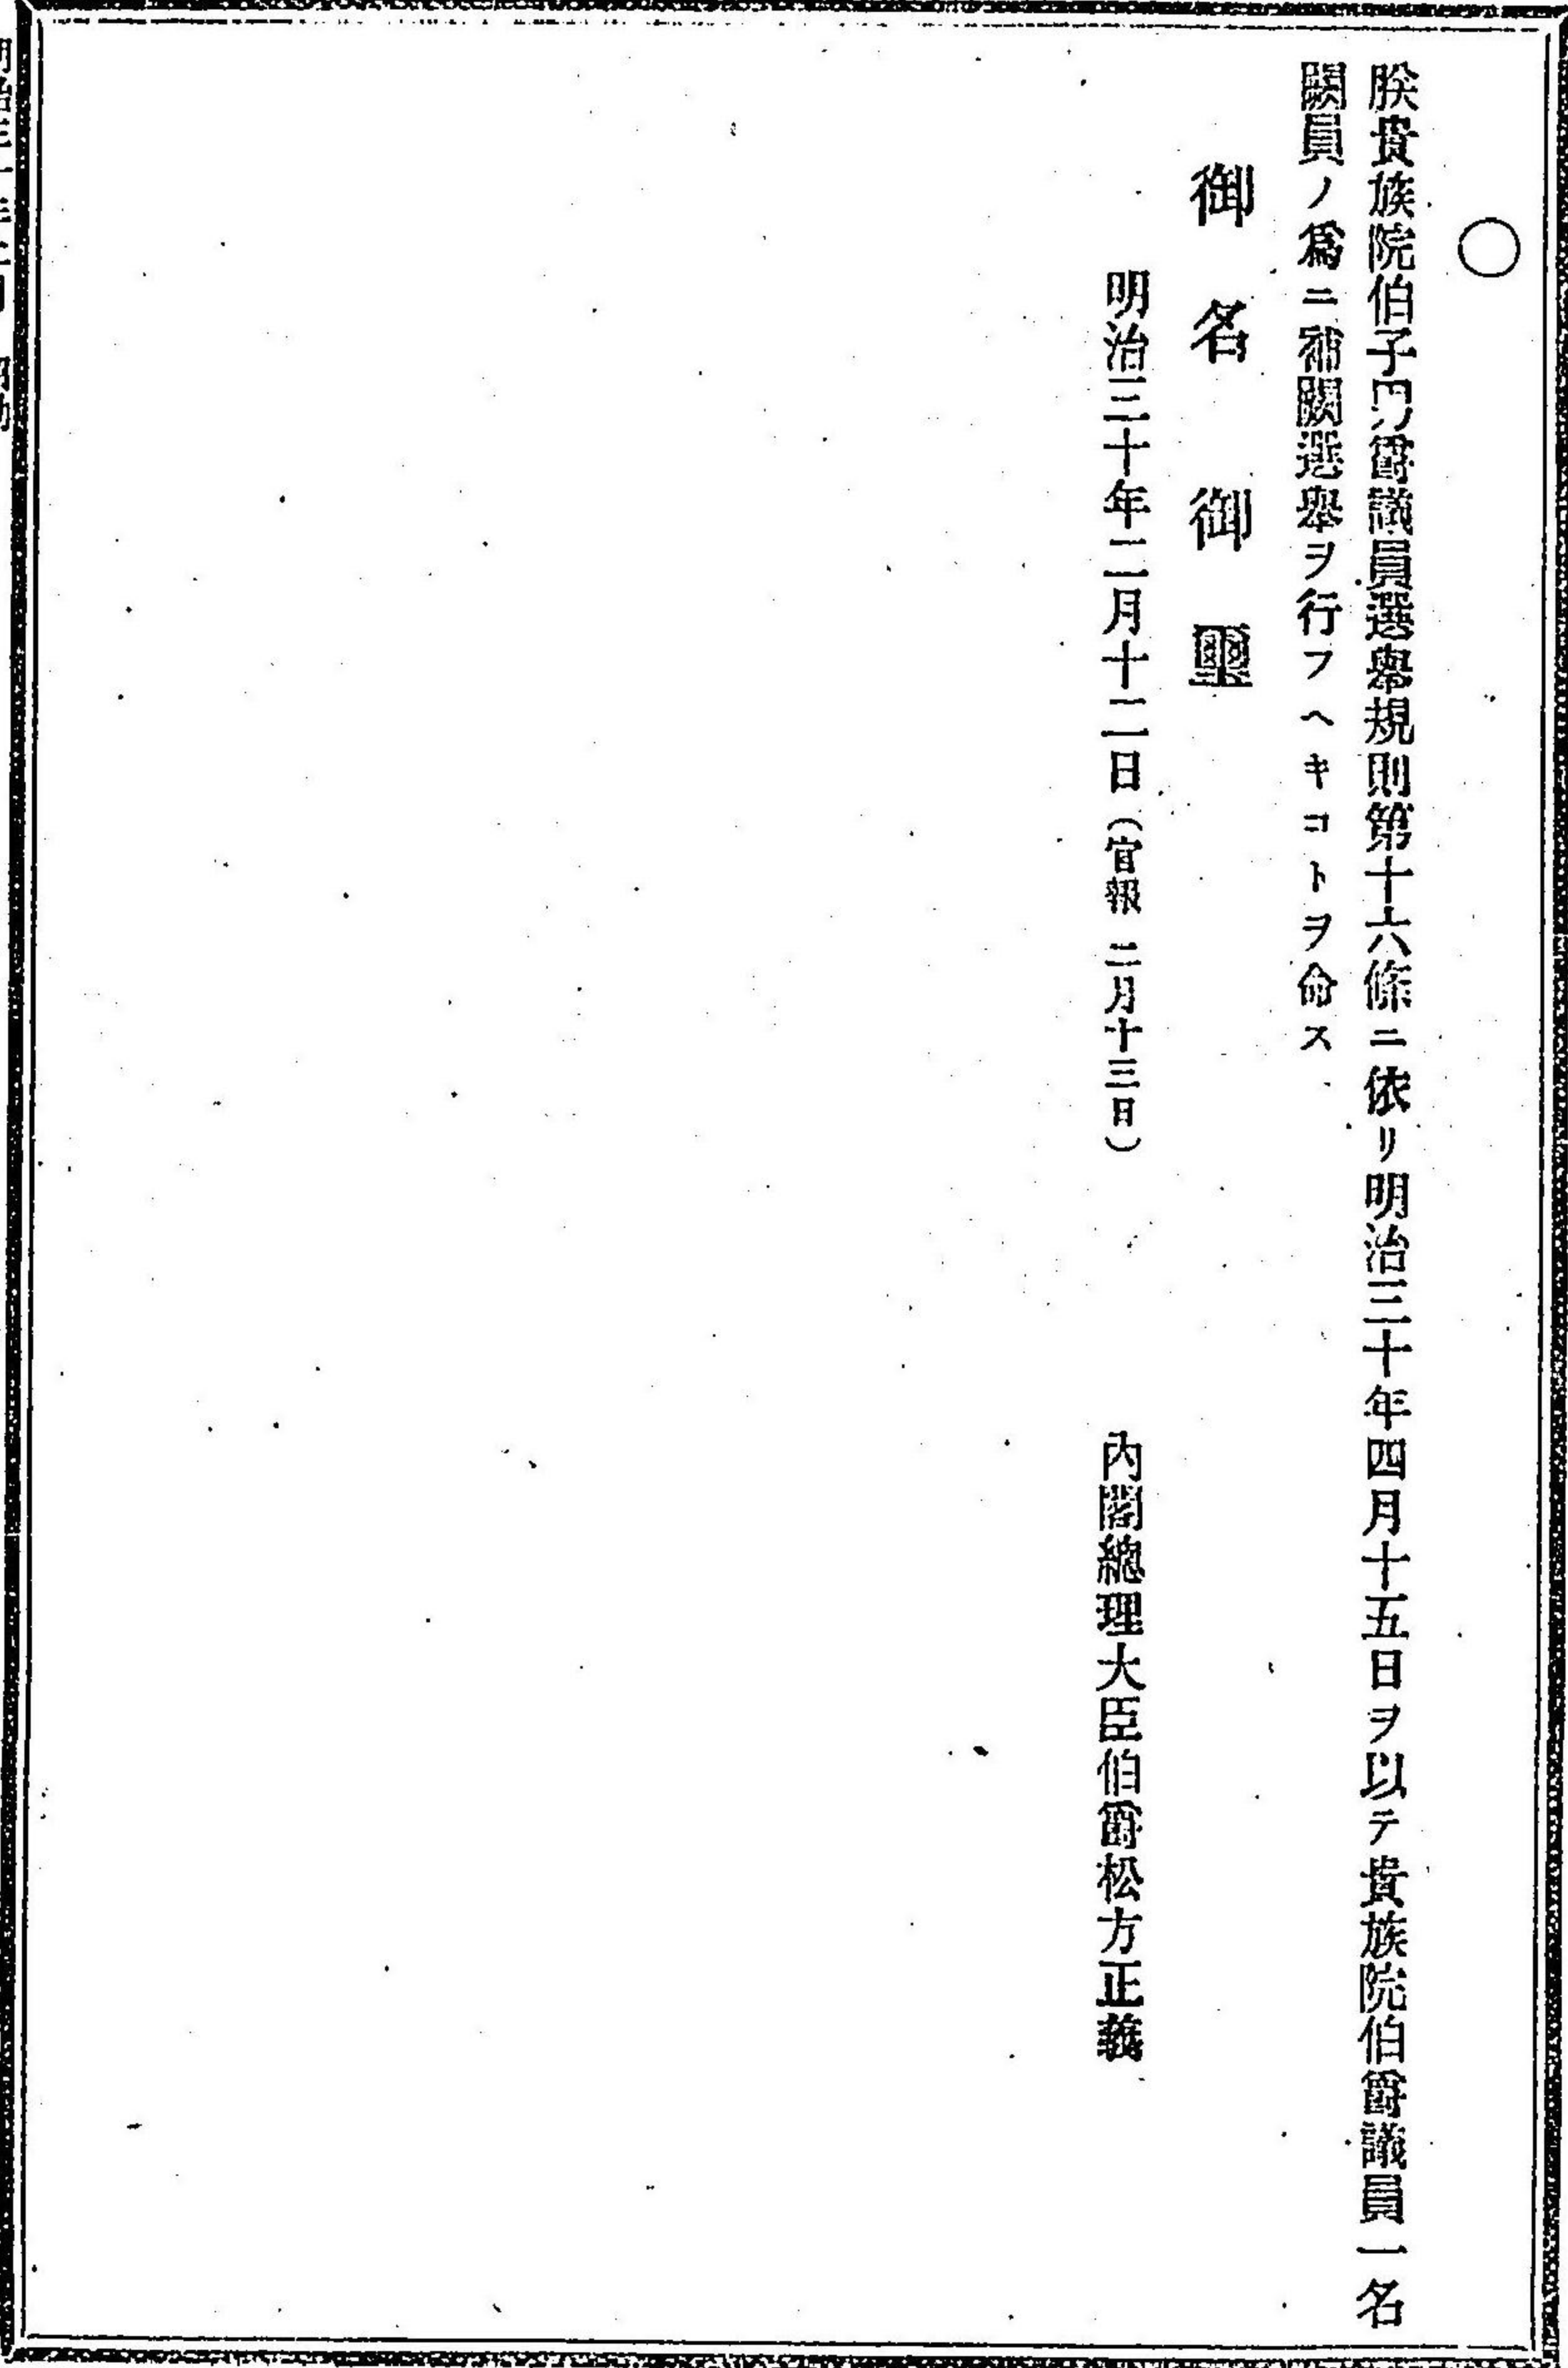 ○
朕貴族院伯子男爵議員選擧規則第十六條ニ依リ明治三十年四月十五日ヲ以テ貴族院伯爵議員一名
闕員ノ爲ニ補闕選擧ヲ行フヘキコトヲ命ス
御名御璽
明治三十年二月十二日（官報 二月十三日）
內閣總理大臣伯爵松方正義